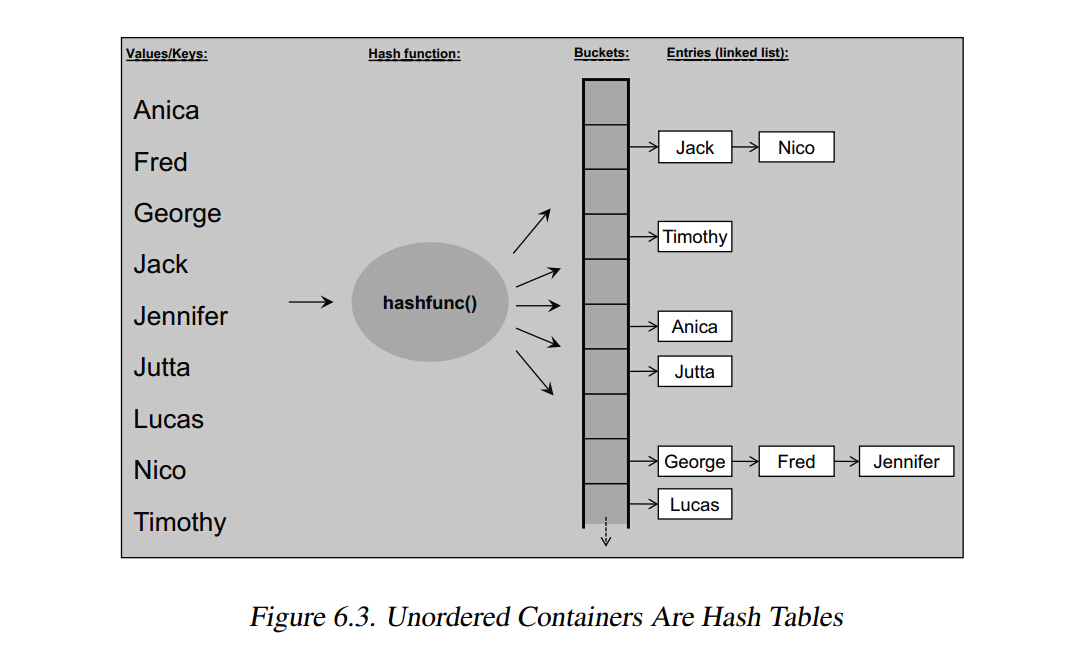 Values/Keys: Hash function: Buckets: Entries (linked list):
Anica
Fred
George
Jack
Jennifer
Jutta
Lucas
Nico
Timothy
hashfunc()
Jack Nico
Timothy
Anica
Jutta
George Fred Jennifer
Lucas
Figure 6.3. Unordered Containers Are Hash Tables